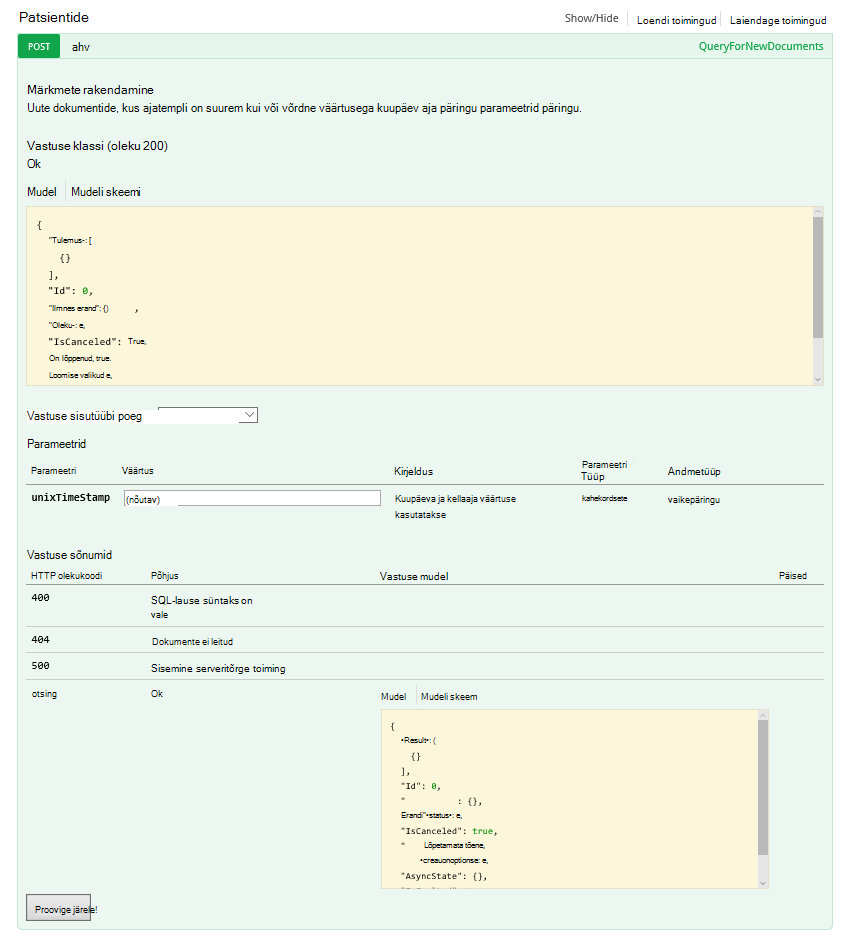 Patsientide
Show/Hide Loendi toimingud Laiendage toimingud
POST ahv QueryForNewDocuments
Märkmete rakendamine
Uute dokumentide, kus ajatempli on suurem kui või võrdne väärtusega kuupäev aja päringu parameetrid päringu.
Vastuse klassi (oleku 200)
Ok
Mudel Mudeli skeemi
{
"Tulemus-: [
{}
],
"Id": 0,
"Ilmnes erand": {} ,
"Oleku-: e,
"IsCanceled": True,
On lõppenud, true.
Loomise valikud e,
Vastuse sisutüübi poeg
Parameetrid
Parameetri Väärtus Kirjeldus Parameetri Tüüp Andmetüüp
unixTimeStamp (nõutav) Kuupäeva ja kellaaja väärtuse kasutatakse kahekordsete vaikepäringu
Vastuse sõnumid
HTTP olekukoodi Põhjus Vastuse mudel Päised
400 SQL-lause süntaks on
vale
404 Dokumente ei leitud
500 Sisemine serveritõrge toiming
otsing Ok Mudel Mudeli skeem
{
•Result•: (
{}
],
"Id": 0,
" : {},
Erandi"•status•: e,
"IsCanceled": true,
" Lõpetamata tõene,
•creauonoptionse: e,
"AsyncState": {},
Proovige järele!